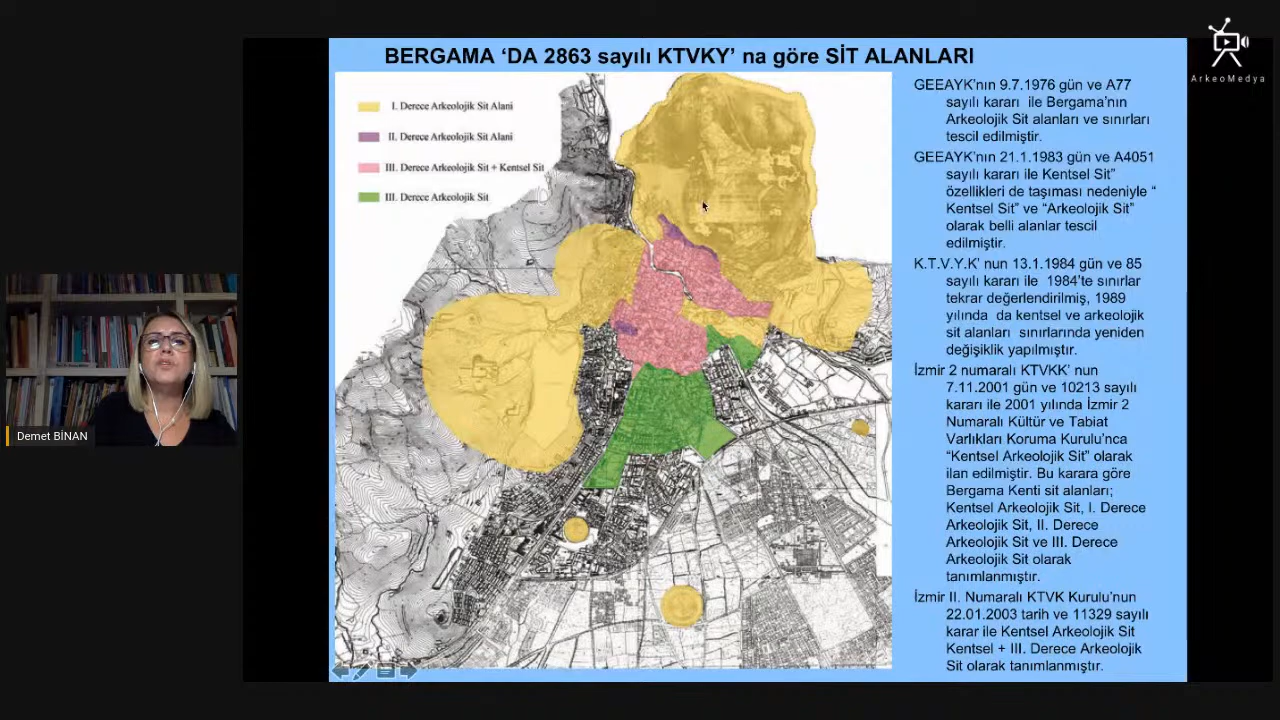 BERGAMA ‘DA 2863 sayılı KTVKY’ na göre SİT ALANLARI
ArkeoMedya
I. Derece Arkeolojik Sit Alani
II. Derece Arkeolojik Sit Alani
III. Derece Arkeolojik Sit + Kentsel Sit
III. Derece Arkeolojik Sit
GEEAYK’nın 9.7.1976 gün ve A77
sayılı kararı ile Bergama’nın
Arkeolojik Sit alanları ve sınırları
tescil edilmiştir.
GEEAYK’nın 21.1.1983 gün ve A4051
sayılı kararı ile Kentsel Sit”
özellikleri de taşıması nedeniyle “
Kentsel Sit” ve “Arkeolojik Sit”
olarak belli alanlar tescil
edilmiştir.
K.T.V.Y.K’ nun 13.1.1984 gün ve 85
sayılı kararı ile 1984’te sınırlar
tekrar değerlendirilmiş, 1989
yılında da kentsel ve arkeolojik
sit alanları sınırlarında yeniden
değişiklik yapılmıştır.
İzmir 2 numaralı KTVKK’ nun
7.11.2001 gün ve 10213 sayılı
kararı ile 2001 yılında İzmir 2
Numaralı Kültür ve Tabiat
Varlıkları Koruma Kurulu’nca
“Kentsel Arkeolojik Sit” olarak
ilan edilmiştir. Bu karara göre
Bergama Kenti sit alanları;
Kentsel Arkeolojik Sit, I. Derece
Arkeolojik Sit, II. Derece
Arkeolojik Sit ve III. Derece
Arkeolojik Sit olarak
tanımlanmıştır.
İzmir II. Numaralı KTVK Kurulu’nun
22.01.2003 tarih ve 11329 sayılı
karar ile Kentsel Arkeolojik Sit
Kentsel + III. Derece Arkeolojik
Sit olarak tanımlanmıştır.
Demet BİNAN